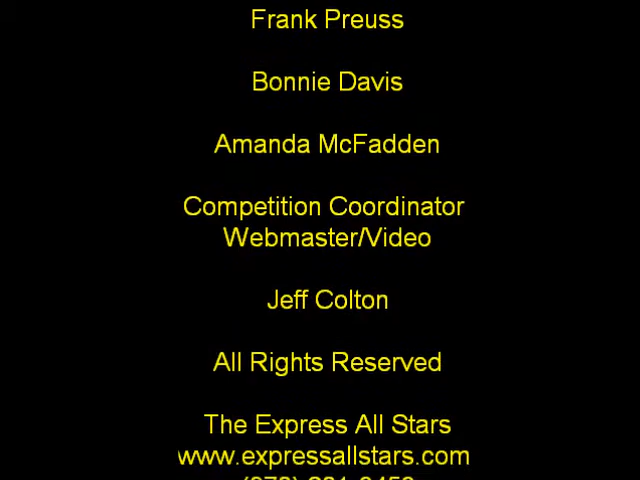 Frank Preuss
Bonnie Davis
Amanda McFadden
Competition Coordinator
Webmaster/Video
Jeff Colton
All Rights Reserved
The Express All Stars
www.expressallstars.com